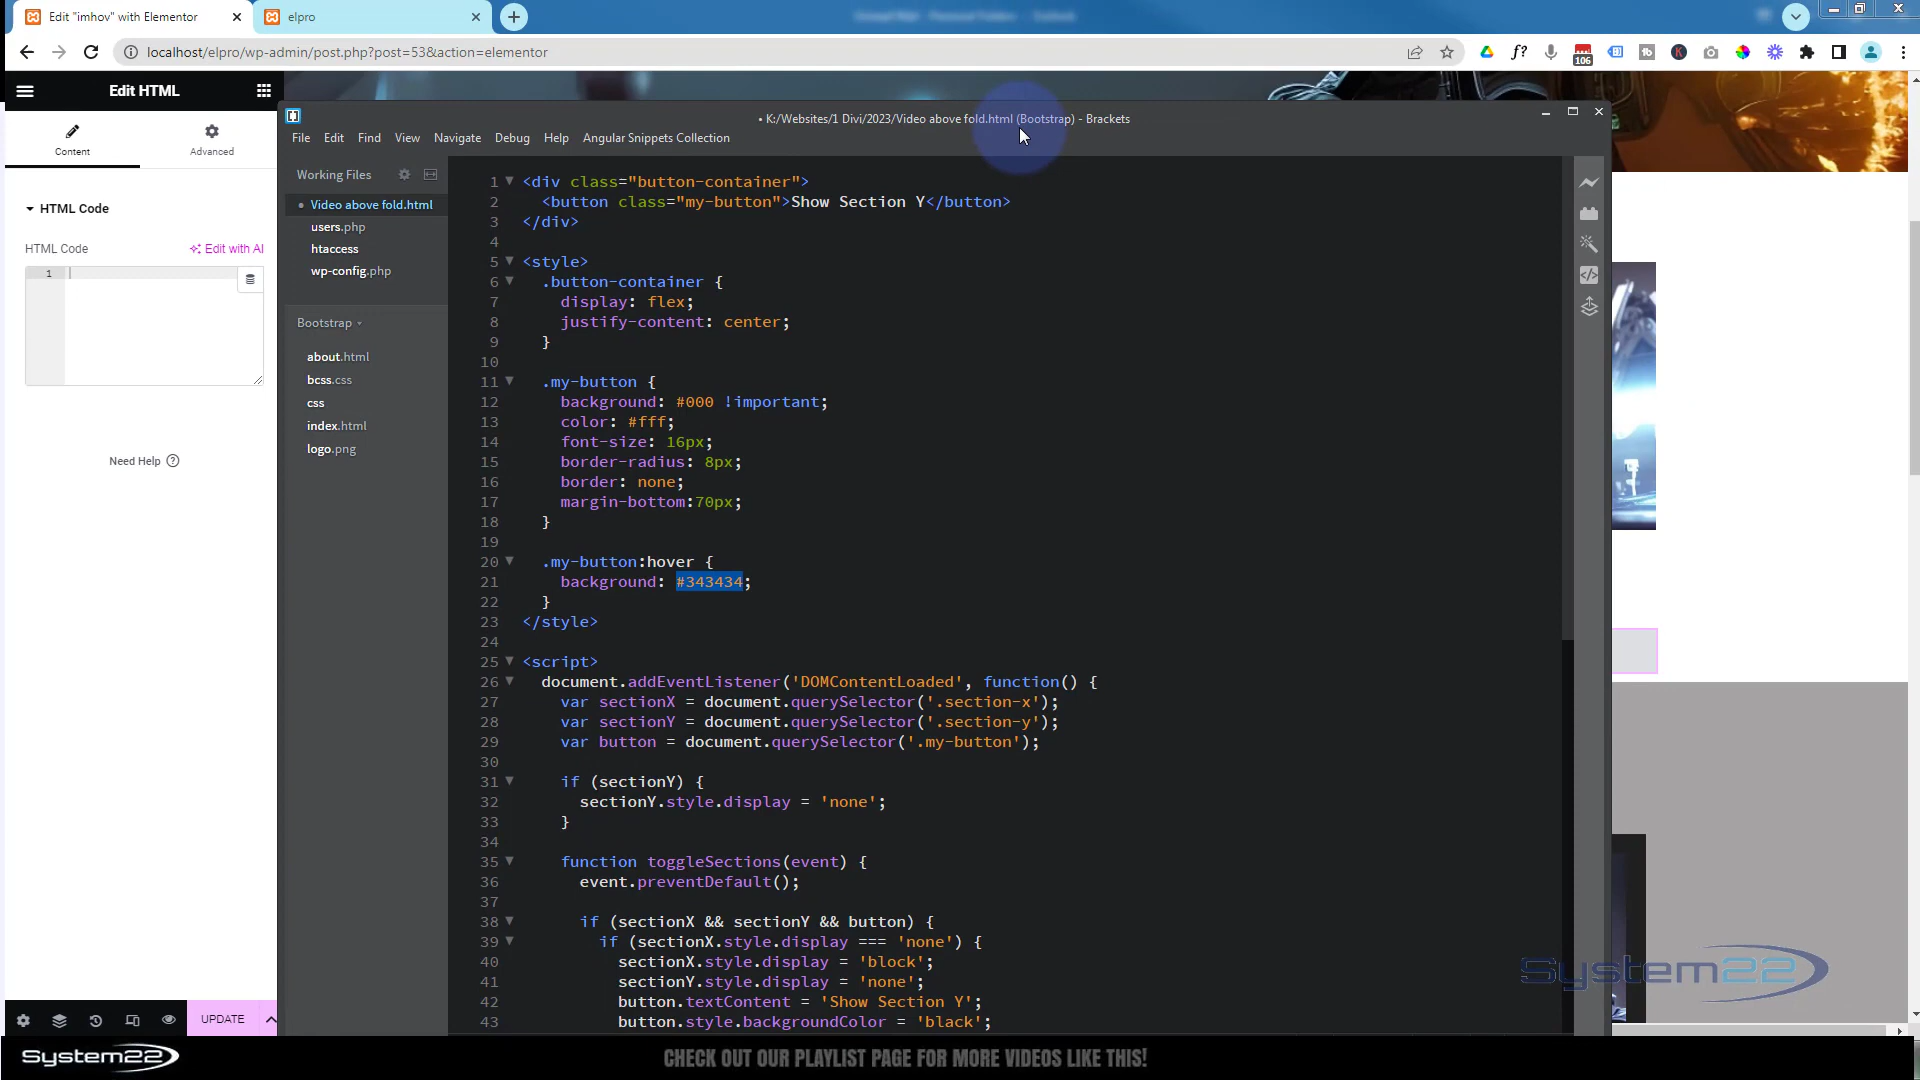 Edit "imhov" with Elementor
elpro
localhost/elpro/wp-admin/post.php?post=53&action=elementor
f?
106
Edit HTML
Content
Advanced
HTML Code
HTML Code
Edit with AI
1
Need Help ?
UPDATE
• K:/Websites/1 Divi/2023/Video above fold.html (Bootstrap) - Brackets
File Edit Find View Navigate Debug Help Angular Snippets Collection
Working Files
Video above fold.html
users.php
htaccess
wp-config.php
Bootstrap
about.html
bcss.css
css
index.html
logo.png
1 <div class="button-container">
2 <button class="my-button">Show Section Y</button>
3 </div>
4
5 <style>
6 .button-container {
7 display: flex;
8 justify-content: center;
9 }
10
11 .my-button {
12 background: #000 !important;
13 color: #fff;
14 font-size: 16px;
15 border-radius: 8px;
16 border: none;
17 margin-bottom:70px;
18 }
19
20 .my-button:hover {
21 background: #343434;
22 }
23 </style>
24
25 <script>
26 document.addEventListener('DOMContentLoaded', function() {
27 var sectionX = document.querySelector('.section-x');
28 var sectionY = document.querySelector('.section-y');
29 var button = document.querySelector('.my-button');
30
31 if (sectionY) {
32 sectionY.style.display = 'none';
33 }
34
35 function toggleSections(event) {
36 event.preventDefault();
37
38 if (sectionX && sectionY && button) {
39 if (sectionX.style.display === 'none') {
40 sectionX.style.display = 'block';
41 sectionY.style.display = 'none';
42 button.textContent = 'Show Section Y';
43 button.style.backgroundColor = 'black';
System22
System22
CHECK OUT OUR PLAYLIST PAGE FOR MORE VIDEOS LIKE THIS!